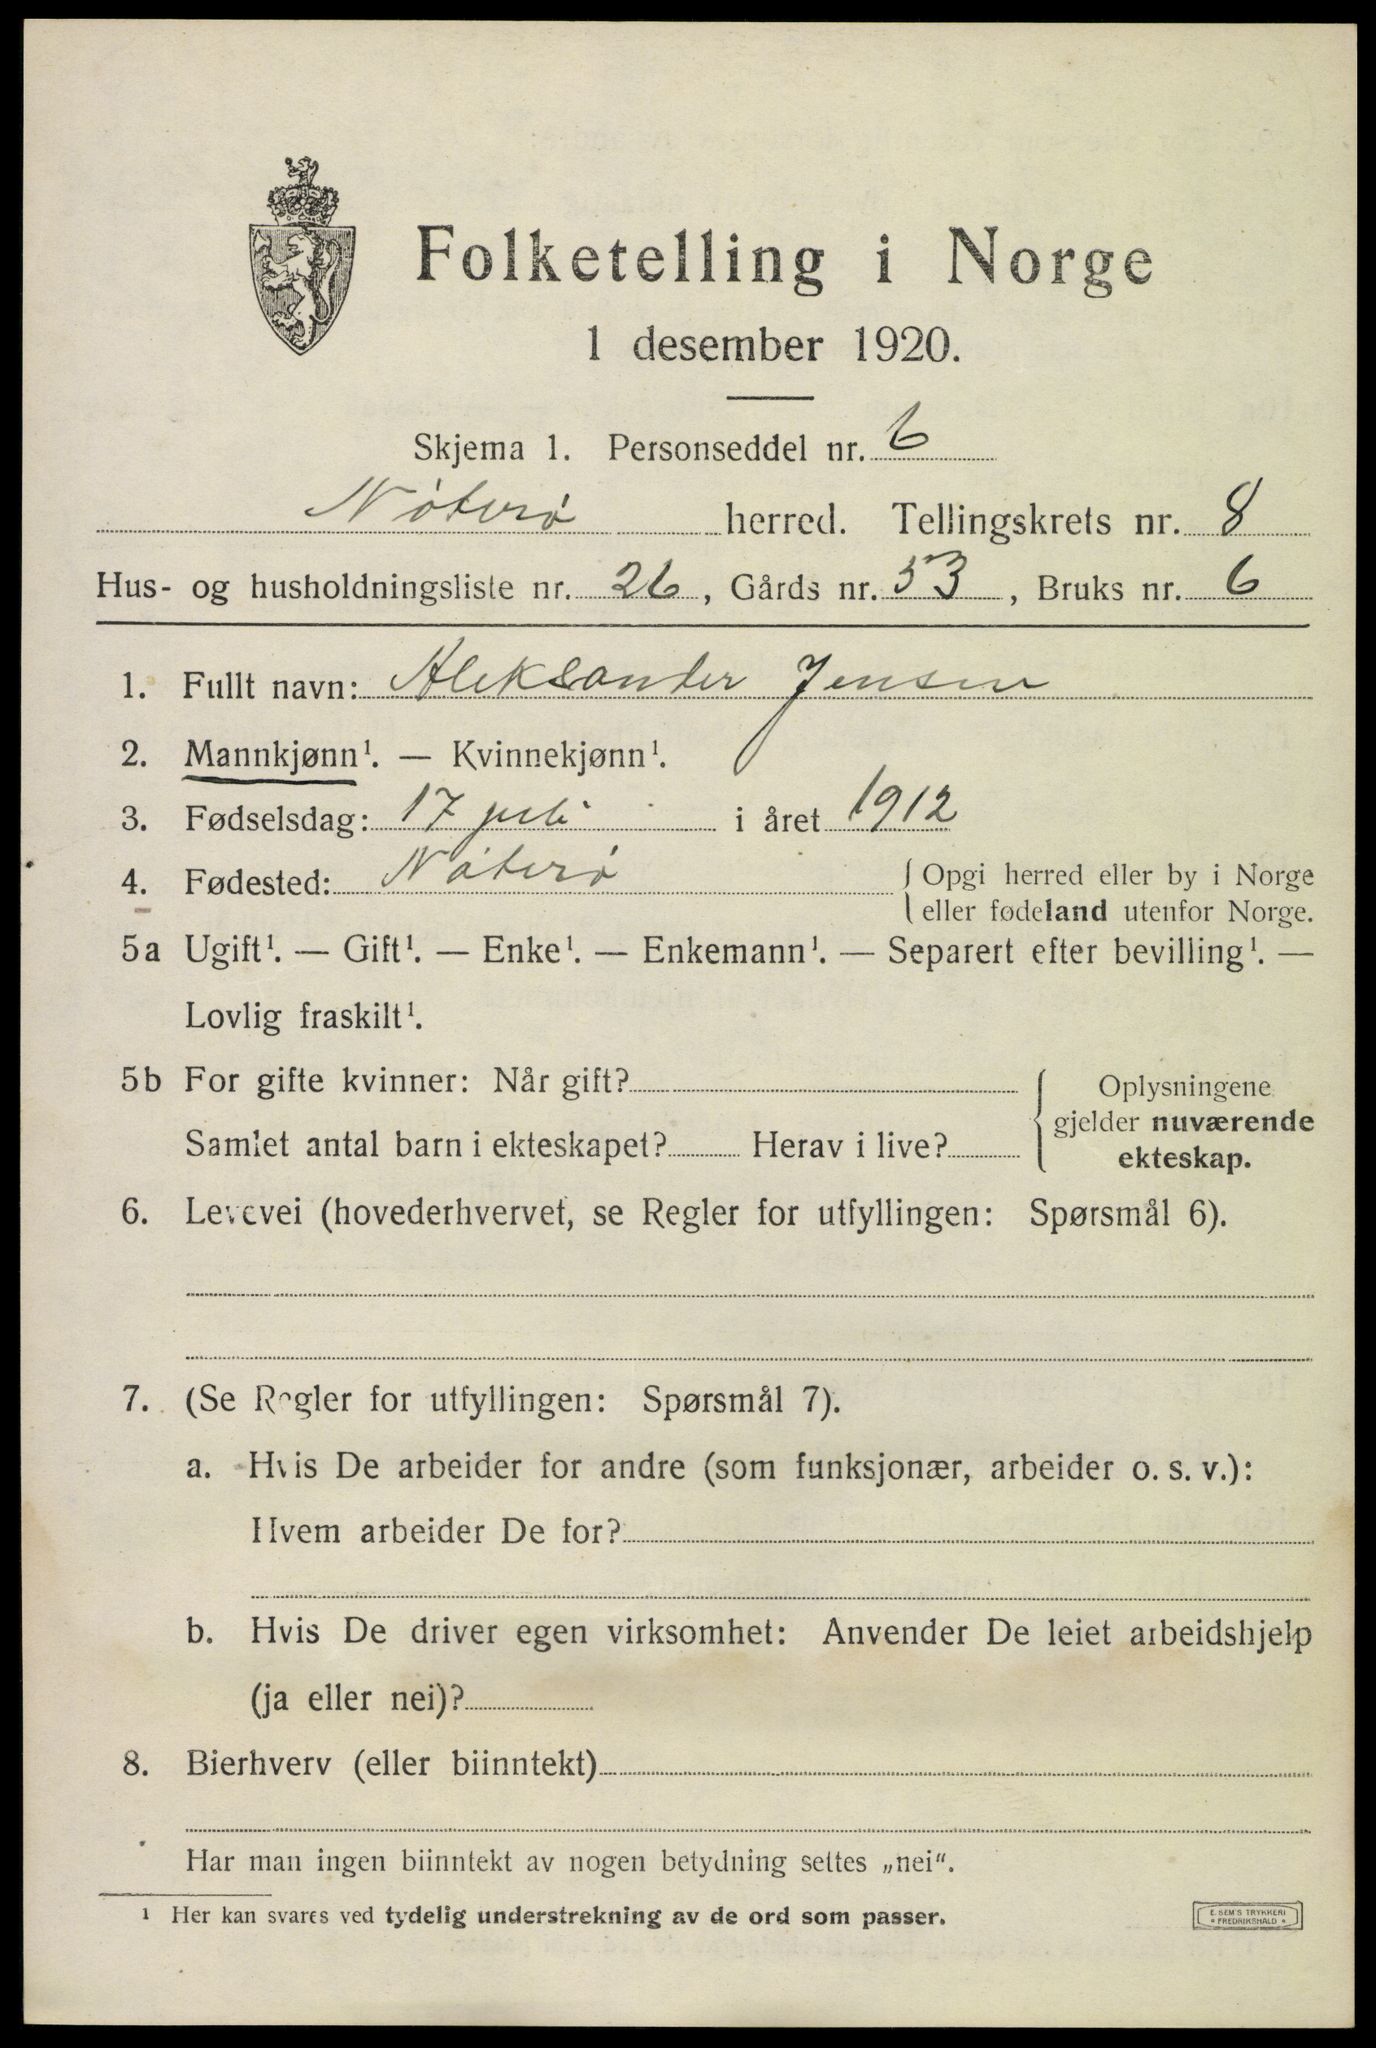 Folketelling i Norge
1 desember 1920.
Skjema 1. Personseddel nr. 6
Nöterö herred. Tellingskrets nr. 8
Hus- og husholdningsliste nr. 26, Gårds nr. 53, Bruks nr. 6
1. Fullt navn: Aleksander Jensen
2. Mannkjønn¹. — Kvinnekjønn¹.
3. Fødselsdag: 17 juli i året 1912
4. Fødested: Nöterö { Opgi herred eller by i Norge
eller fødeland utenfor Norge.
5a Ugift¹. — Gift¹. — Enke¹. — Enkemann¹. — Separert efter bevilling¹. —
Lovlig fraskilt¹.
5b For gifte kvinner: Når gift?
Samlet antal barn i ekteskapet? Herav i live?
{ Oplysningene
gjelder nuværende
ekteskap.
6. Levevei (hovederhvervet, se Regler for utfyllingen: Spørsmål 6).
7. (Se Regler for utfyllingen: Spørsmål 7).
a. Hvis De arbeider for andre (som funksjonær, arbeider o. s. v.):
Hvem arbeider De for?
b. Hvis De driver egen virksomhet: Anvender De leiet arbeidshjelp
(ja eller nei)?
8. Bierhverv (eller biinntekt)
Har man ingen biinntekt av nogen betydning settes „nei“.
¹ Her kan svares ved tydelig understrekning av de ord som passer.
E. SEM'S TRYKKERI
• FREDRIKSHALD •